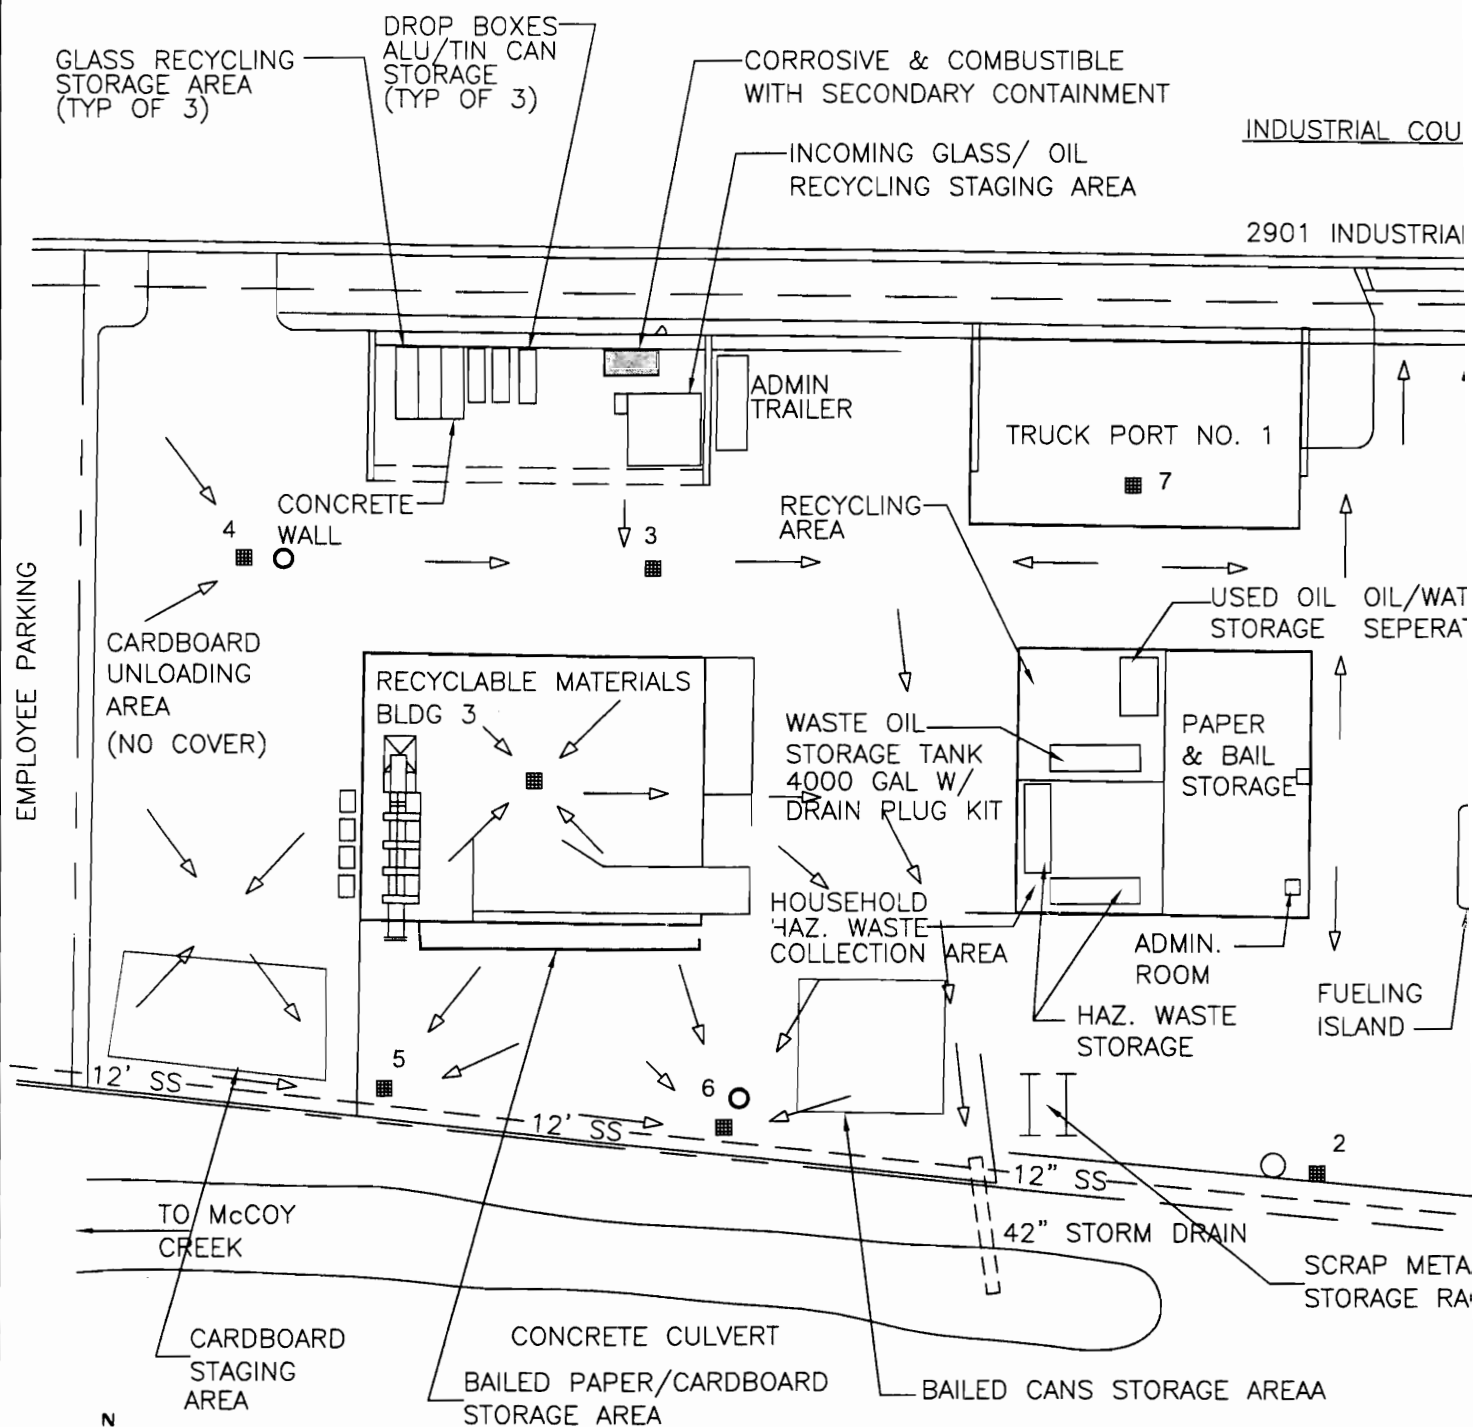 DROP BOXES
ALU/TIN CAN
STORAGE
(TYP OF 3)
GLASS RECYCLING
STORAGE AREA
(TYP OF 3)
CORROSIVE & COMBUSTIBLE
WITH SECONDARY CONTAINMENT
INDUSTRIAL COU
INCOMING GLASS/ OIL
RECYCLING STAGING AREA
2901 INDUSTRIAL
ADMIN
TRAILER
TRUCK PORT NO. 1
7
CONCRETE
WALL
RECYCLING
AREA
4
3
EMPLOYEE PARKING
USED OIL
STORAGE
OIL/WAT
SEPERAT
CARDBOARD
UNLOADING
AREA
(NO COVER)
RECYCLABLE MATERIALS
BLDG 3
WASTE OIL
STORAGE TANK
4000 GAL W/
DRAIN PLUG KIT
PAPER
& BAIL
STORAGE
HOUSEHOLD
HAZ. WASTE
COLLECTION AREA
ADMIN.
ROOM
FUELING
ISLAND
HAZ. WASTE
STORAGE
5
6
12' SS
12' SS
2
12" SS
TO McCOY
CREEK
42" STORM DRAIN
SCRAP META
STORAGE RA
CARDBOARD
STAGING
AREA
CONCRETE CULVERT
BAILED PAPER/CARDBOARD
STORAGE AREA
BAILED CANS STORAGE AREAA
N